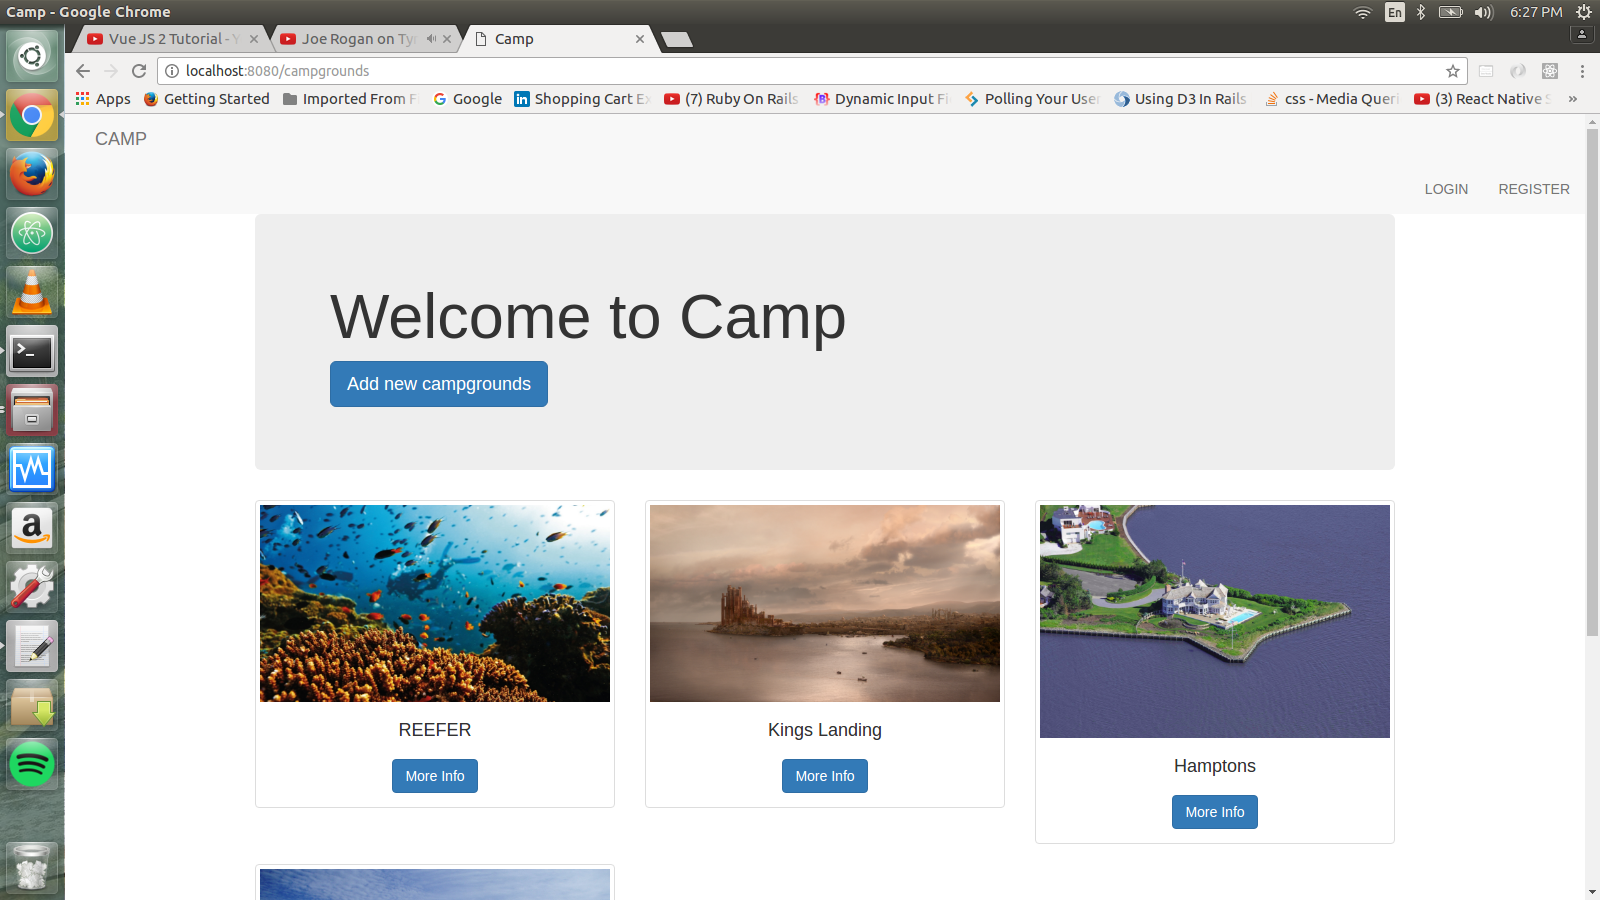 Camp - Google Chrome
En
6:27 PM
Vue JS 2 Tutorial - Y
Joe Rogan on Ty
Camp
localhost:8080/campgrounds
Apps
Getting Started
Imported From F
Google
Shopping Cart Ex
(7) Ruby On Rails
Dynamic Input Fi
Polling Your User
Using D3 In Rails
css - Media Queri
(3) React Native S
»
CAMP
LOGIN
REGISTER
Welcome to Camp
Add new campgrounds
REEFER
More Info
Kings Landing
More Info
Hamptons
More Info